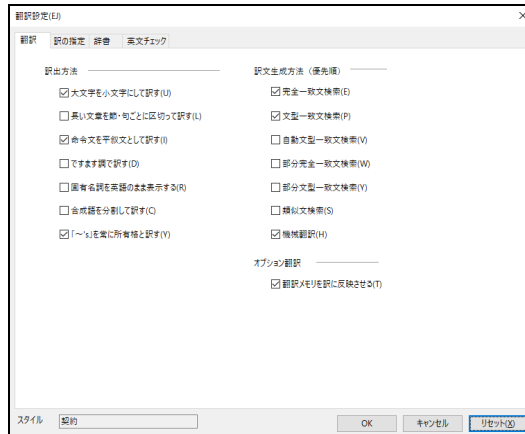 翻訳設定(EJ)
翻訳 訳の指定 辞書 英文チェック
訳出方法
大文字を小文字にして訳す(U)
長い文章を節・句ごとに区切って訳す(L)
命令文を平叙文として訳す(I)
ですます調で訳す(D)
固有名詞を英語のまま表示する(R)
合成語を分割して訳す(C)
「～'s」を常に所有格と訳す(Y)
訳文生成方法（優先順）
完全一致文検索(E)
文型一致文検索(P)
自動文型一致文検索(V)
部分完全一致文検索(W)
部分文型一致文検索(Y)
類似文検索(S)
機械翻訳(H)
オプション翻訳
翻訳メモリを訳に反映させる(T)
スタイル 契約
OK キャンセル リセット(X)